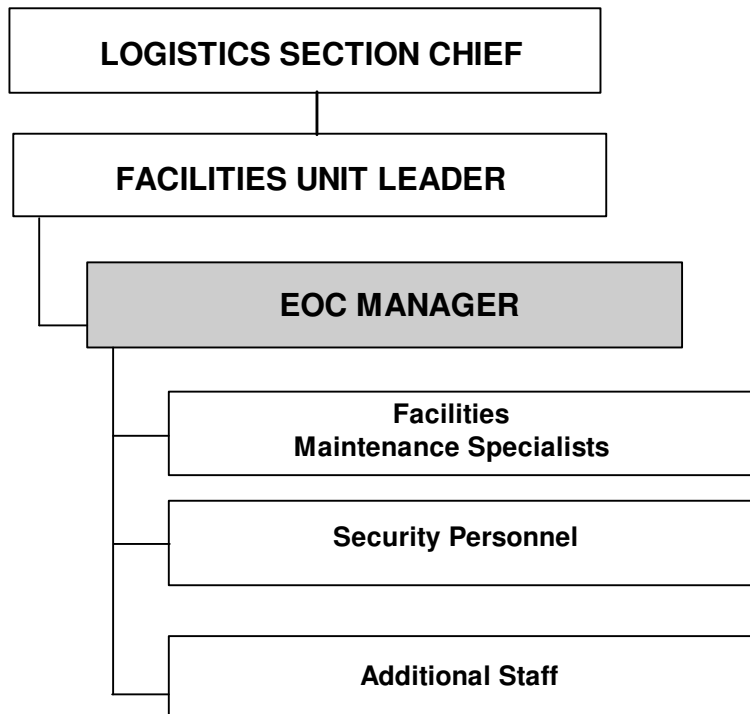 LOGISTICS SECTION CHIEF
FACILITIES UNIT LEADER
EOC MANAGER
Facilities
Maintenance Specialists
Security Personnel
Additional Staff